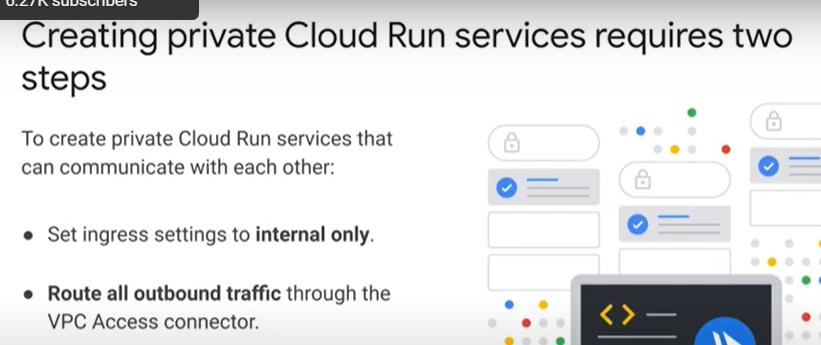 6.27K subscribers
Creating private Cloud Run services requires two
steps
To create private Cloud Run services that
can communicate with each other:
● Set ingress settings to internal only.
● Route all outbound traffic through the
VPC Access connector.